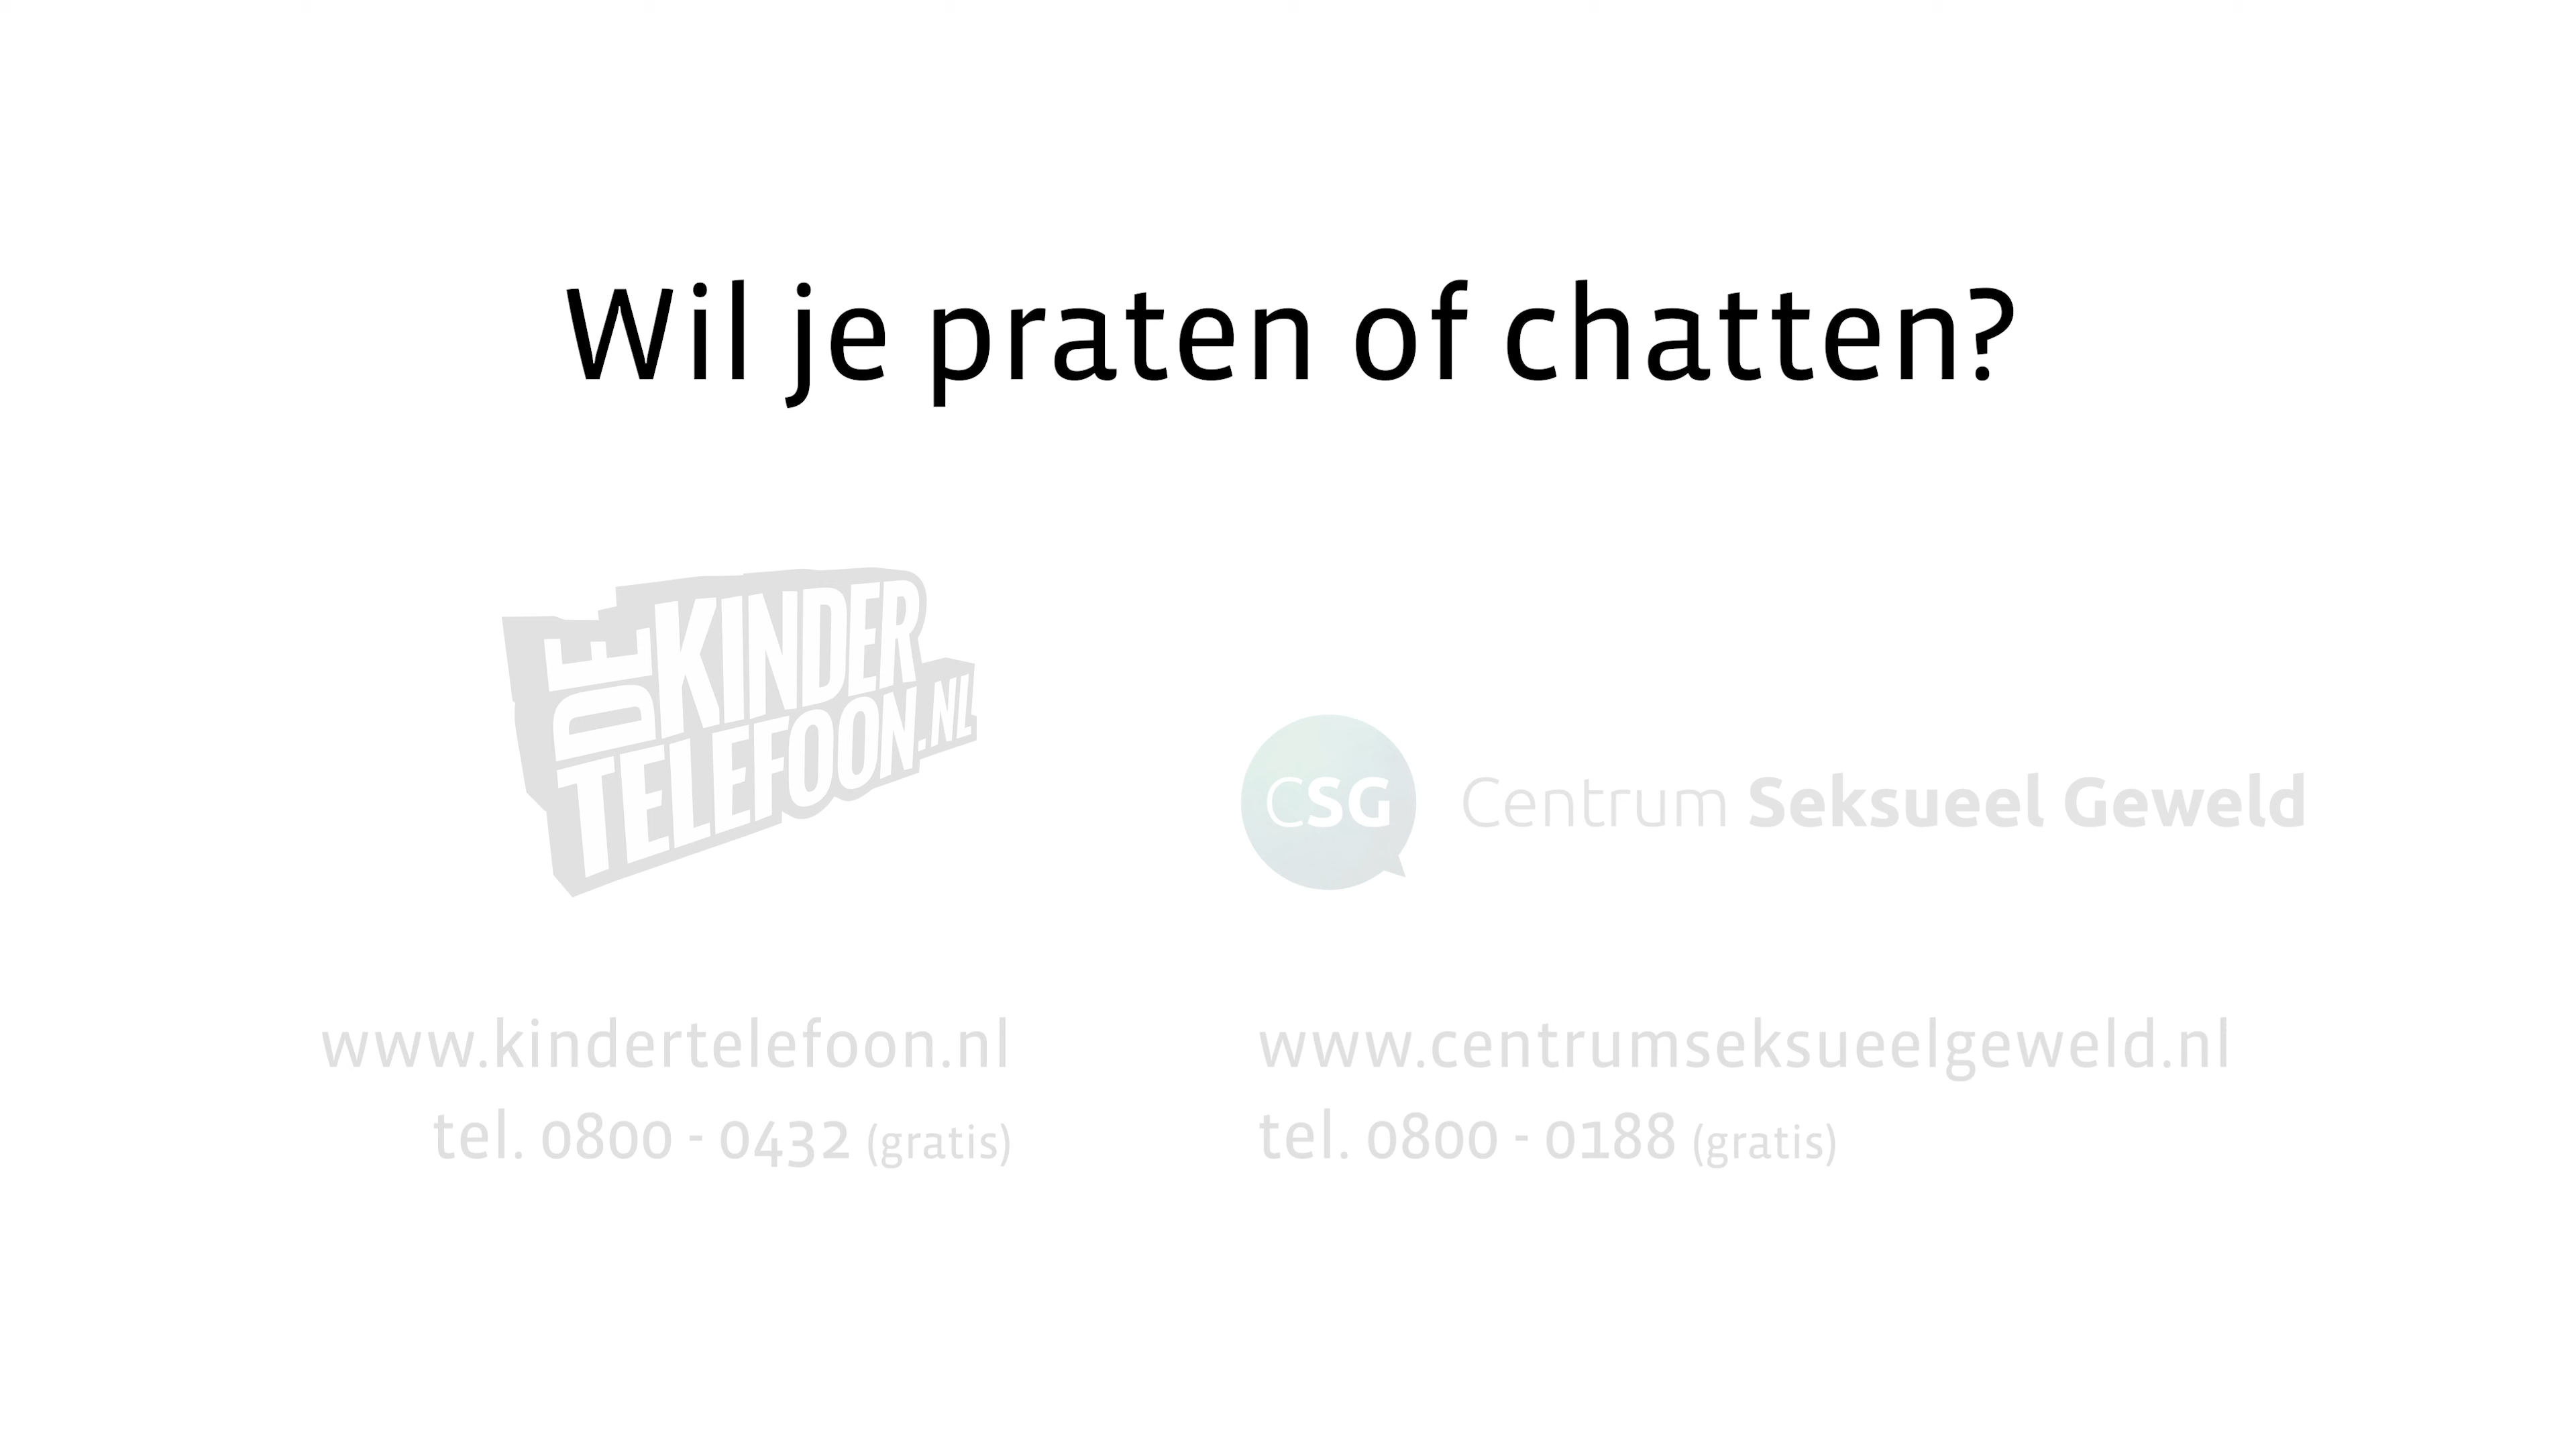 Wil je praten of chatten?
DE KINDER
TELEFOON.NL
CSG Centrum Seksueel Geweld
www.kindertelefoon.nl
tel. 0800 - 0432 (gratis)
www.centrumseksueelgeweld.nl
tel. 0800 - 0188 (gratis)